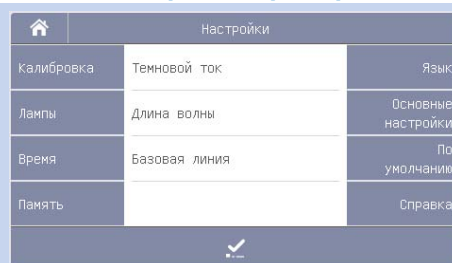 Настройки
Калибровка
Темновой ток
Язык
Лампы
Длина волны
Основные
настройки
Время
Базовая линия
По
умолчанию
Память
Справка